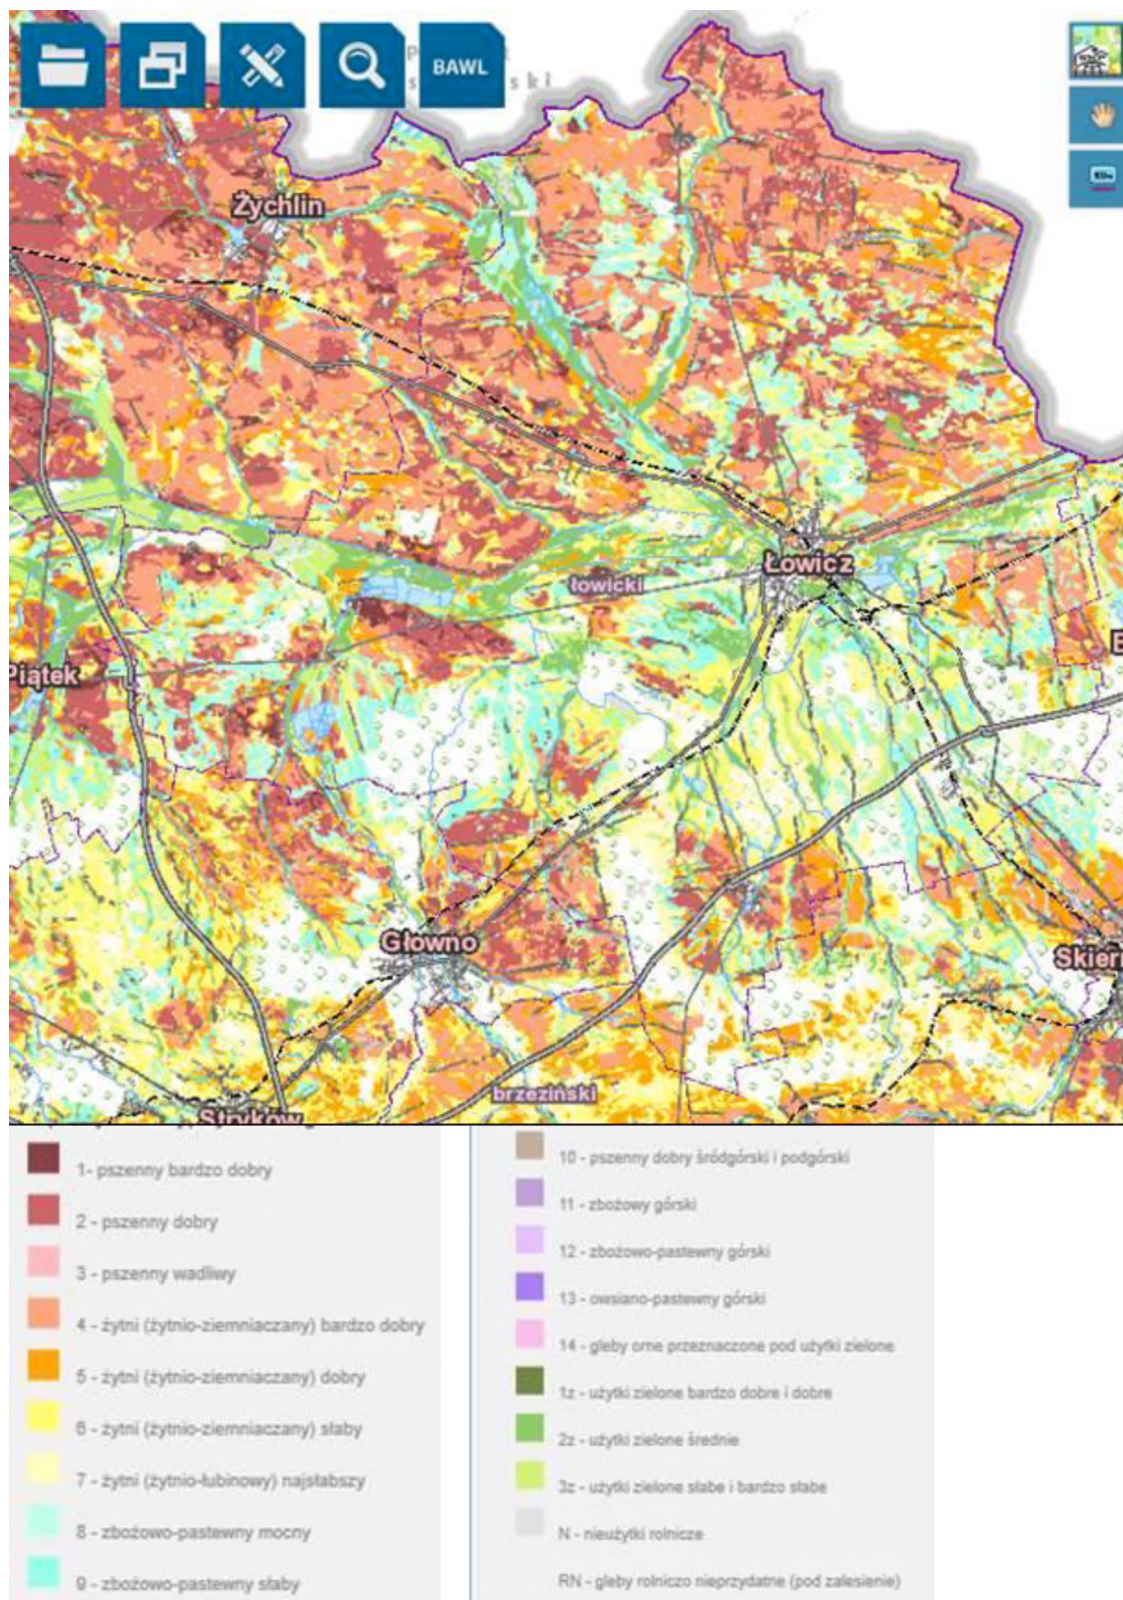 BAWL
s k i
Żychlin
Łowicz
łowicki
Piątek
Głowno
Skier
brzeziński
Stryków
1- pszenny bardzo dobry
2 - pszenny dobry
3 - pszenny wadliwy
4 - żytni (żytnio-ziemniaczany) bardzo dobry
5 - żytni (żytnio-ziemniaczany) dobry
6 - żytni (żytnio-ziemniaczany) słaby
7 - żytni (żytnio-łubinowy) najsłabszy
8 - zbożowo-pastewny mocny
9 - zbożowo-pastewny słaby
10 - pszenny dobry śródgórski i podgórski
11 - zbożowy górski
12 - zbożowo-pastewny górski
13 - owsiano-pastewny górski
14 - gleby orne przeznaczone pod użytki zielone
1z - użytki zielone bardzo dobre i dobre
2z - użytki zielone średnie
3z - użytki zielone słabe i bardzo słabe
N - nieużytki rolnicze
RN - gleby rolniczo nieprzydatne (pod zalesienie)